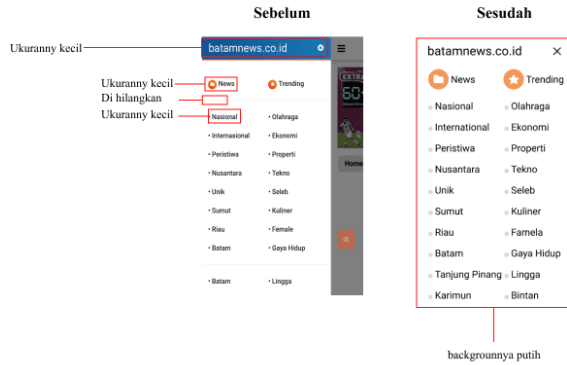 Sebelum
Sesudah
Ukuranny kecil
batamnews.co.id
Ukuranny kecil
News
Trending
Di hilangkan
Ukuranny kecil
• Nasional
• Olahraga
• Internasional
• Ekonomi
• Peristiwa
• Properti
• Nusantara
• Tekno
• Unik
• Seleb
• Sumut
• Kuliner
• Riau
• Female
• Batam
• Gaya Hidup
• Batam
• Lingga
EXTRA
60
Home
batamnews.co.id ×
News
Trending
Nasional
Olahraga
International
Ekonomi
Peristiwa
Properti
Nusantara
Tekno
Unik
Seleb
Sumut
Kuliner
Riau
Famela
Batam
Gaya Hidup
Tanjung Pinang
Lingga
Karimun
Bintan
backgrounnya putih